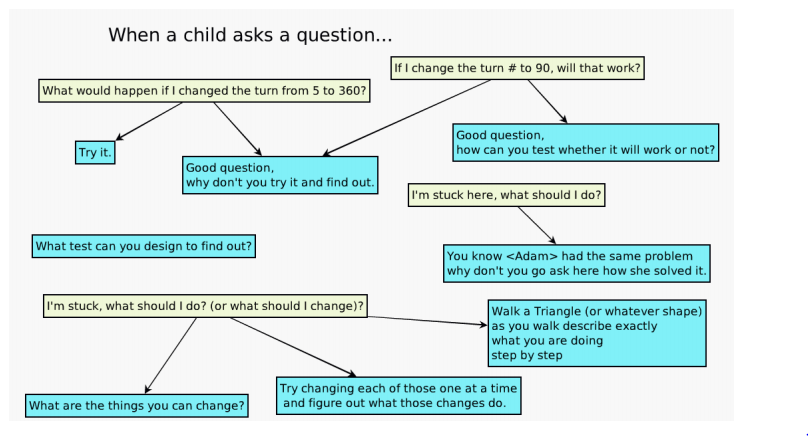 When a child asks a question...
If I change the turn # to 90, will that work?
What would happen if I changed the turn from 5 to 360?
Try it.
Good question,
why don't you try it and find out.
Good question,
how can you test whether it will work or not?
I'm stuck here, what should I do?
What test can you design to find out?
You know <Adam> had the same problem
why don't you go ask here how she solved it.
I'm stuck, what should I do? (or what should I change)?
Walk a Triangle (or whatever shape)
as you walk describe exactly
what you are doing
step by step
What are the things you can change?
Try changing each of those one at a time
and figure out what those changes do.